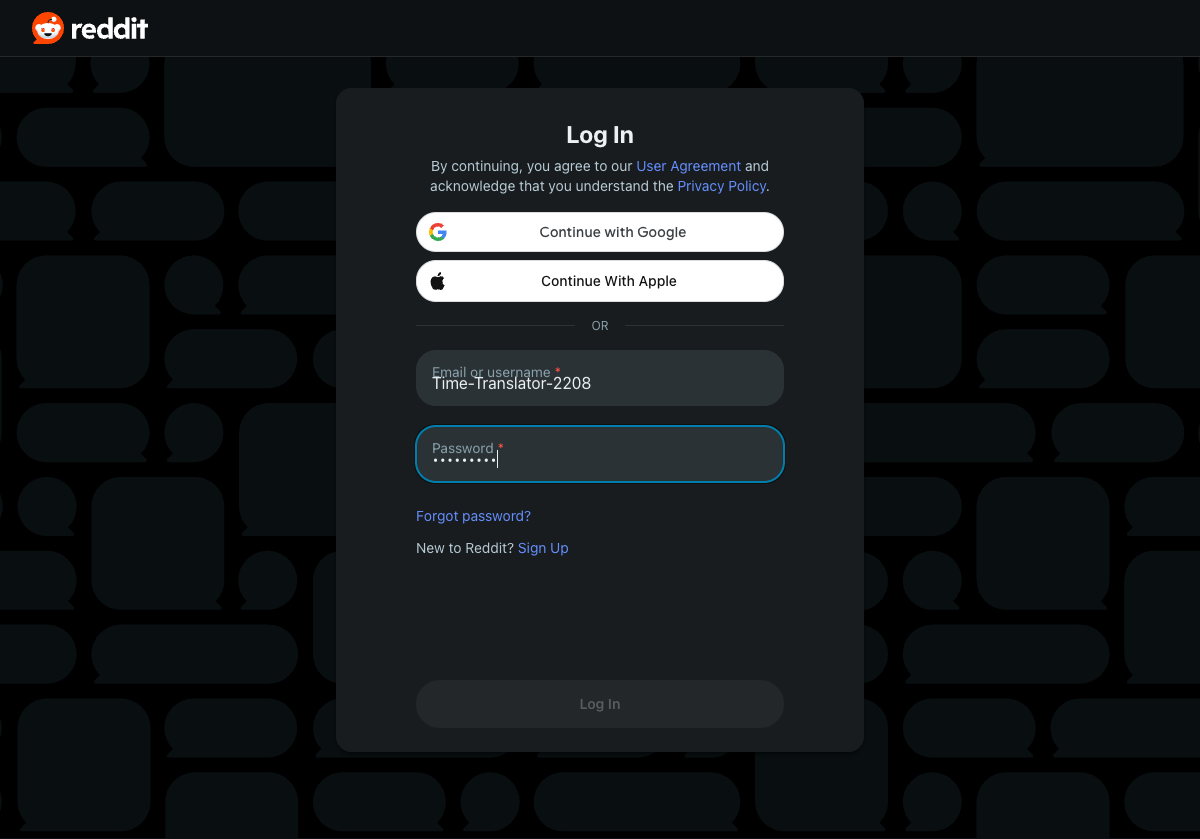 reddit
Log In
By continuing, you agree to our User Agreement and
acknowledge that you understand the Privacy Policy.
Continue with Google
Continue With Apple
OR
Email or username *
Time-Translator-2208
Password *
•••••••••
Forgot password?
New to Reddit? Sign Up
Log In